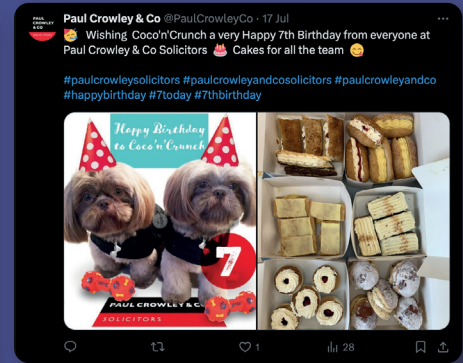 PAUL
CROWLEY
& CO
Paul Crowley & Co @PaulCrowleyCo · 17 Jul
🥳 Wishing Coco'n'Crunch a very Happy 7th Birthday from everyone at
Paul Crowley & Co Solicitors 🎂 Cakes for all the team 😋
#paulcrowleysolicitors #paulcrowleyandcosolicitors #paulcrowleyandco
#happybirthday #7today #7thbirthday
Happy Birthday
to Coco'n'Crunch
7
PAUL CROWLEY & C
SOLICITORS
1
28